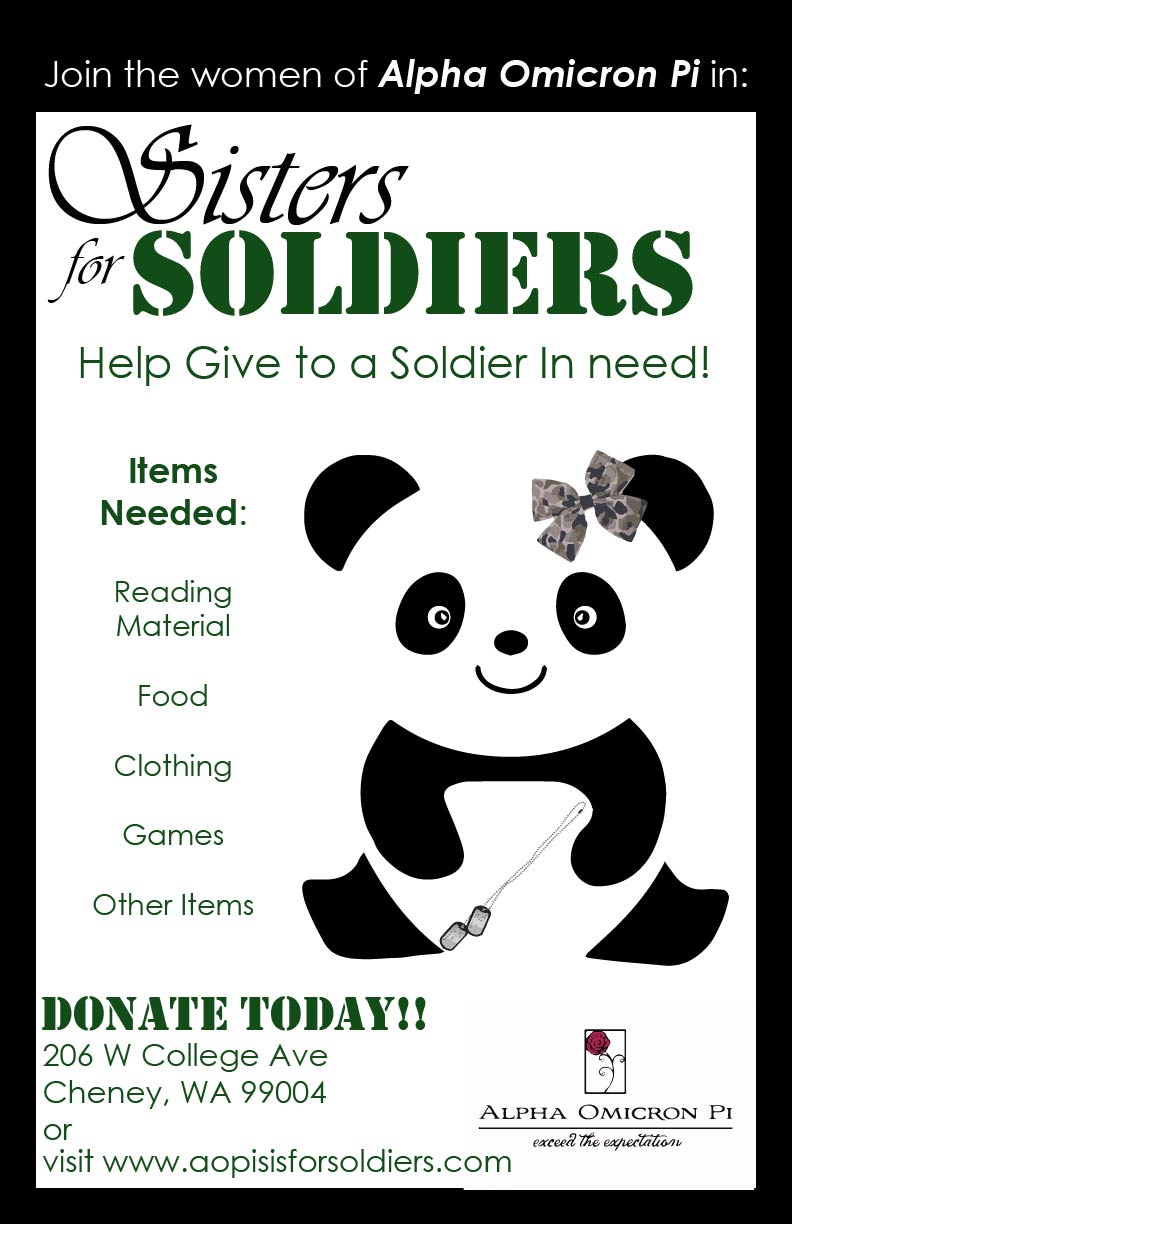 Join the women of Alpha Omicron Pi in:
Sisters
for SOLDIERS
Help Give to a Soldier In need!
Items
Needed:
Reading
Material
Food
Clothing
Games
Other Items
DONATE TODAY!!
206 W College Ave
Cheney, WA 99004
or
visit www.aopisisforsoldiers.com
ALPHA OMICRON PI
exceed the expectation